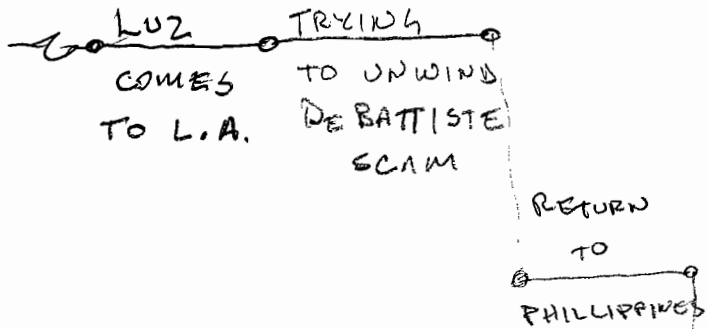 LUZ
COMES
TO L.A.
TRYING
TO UNWIND
DEBATTISTE
SCAM
RETURN
TO
PHILLIPPINES